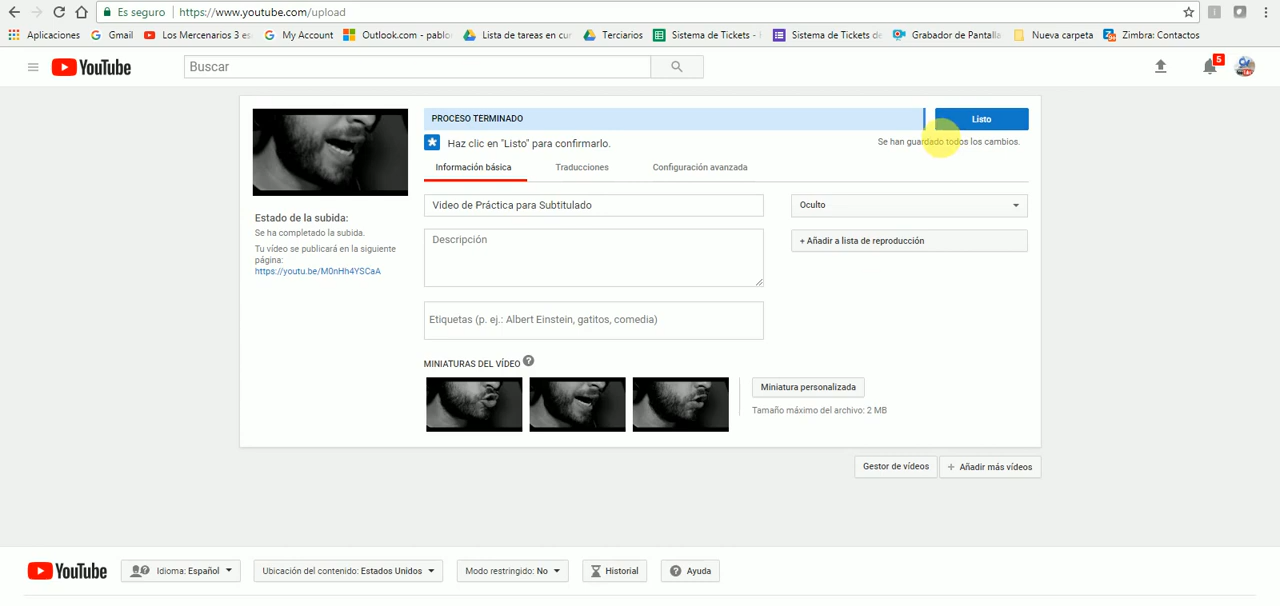 Es seguro https://www.youtube.com/upload
Aplicaciones Gmail Los Mercenarios 3 es My Account Outlook.com - pablo Lista de tareas en cur Terciarios Sistema de Tickets - Sistema de Tickets de Grabador de Pantalla Nueva carpeta Zimbra: Contactos
YouTube
Buscar
5
PROCESO TERMINADO
Listo
Haz clic en "Listo" para confirmarlo.
Se han guardado todos los cambios.
Información básica Traducciones Configuración avanzada
Video de Práctica para Subtitulado
Oculto
Descripción
+ Añadir a lista de reproducción
Estado de la subida:
Se ha completado la subida.
Tu vídeo se publicará en la siguiente
página:
https://youtu.be/M0nHh4YSCaA
Etiquetas (p. ej.: Albert Einstein, gatitos, comedia)
MINIATURAS DEL VÍDEO ?
Miniatura personalizada
Tamaño máximo del archivo: 2 MB
Gestor de vídeos + Añadir más vídeos
YouTube Idioma: Español Ubicación del contenido: Estados Unidos Modo restringido: No Historial ? Ayuda